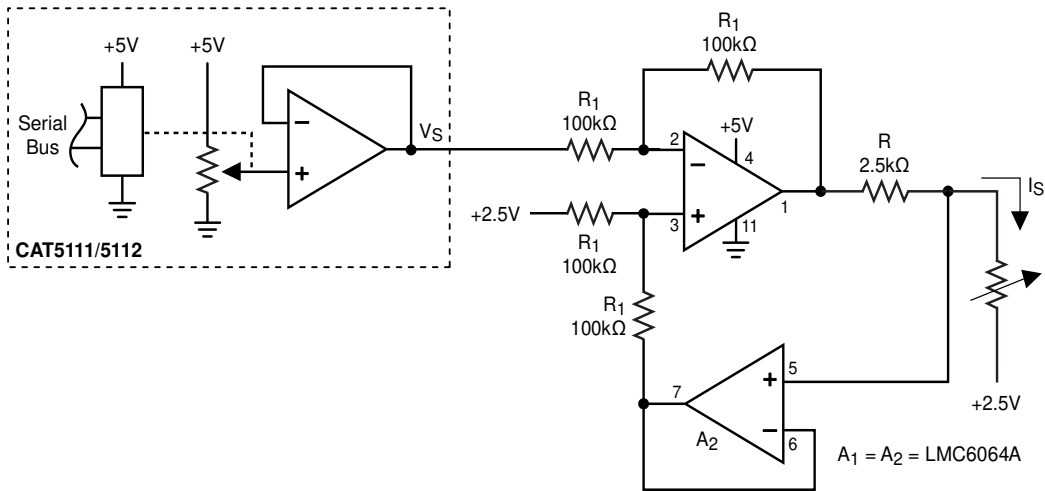 +5V
+5V
Serial
Bus
VS
CAT5111/5112
R1
100kΩ
R1
100kΩ
2
+5V
4
−
+
3
11
1
+2.5V
R1
100kΩ
R1
100kΩ
R
2.5kΩ
IS
+2.5V
5
+
7
−
6
A2
A1 = A2 = LMC6064A
−
+